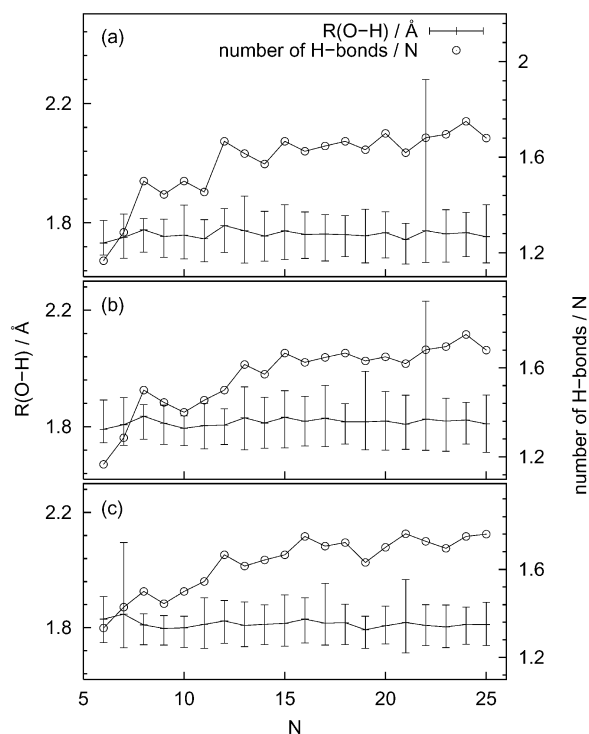 (a)
R(O−H) / Å
number of H−bonds / N
2.2
1.8
2
1.6
1.2
(b)
2.2
1.8
1.6
1.2
R(O−H) / Å
number of H−bonds / N
(c)
2.2
1.8
1.6
1.2
5 10 15 20 25
N